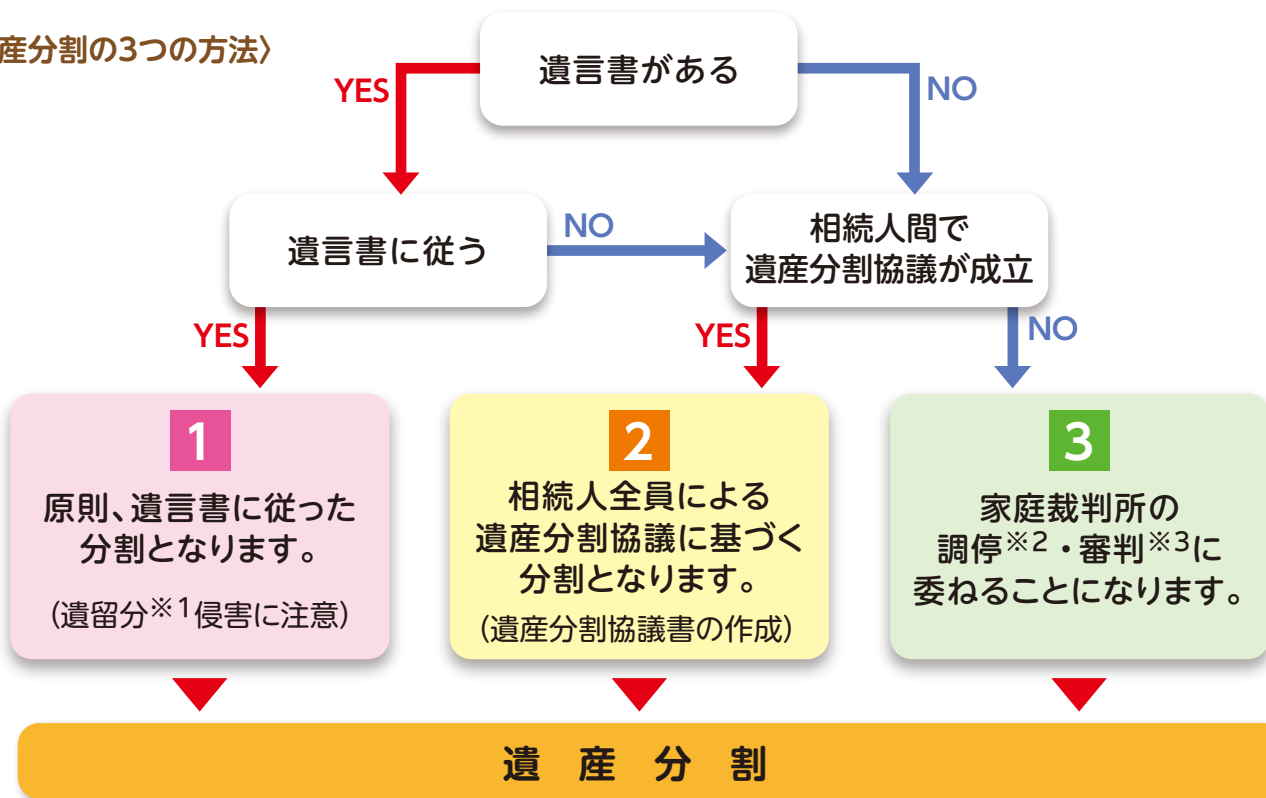 産分割の3つの方法〉
遺言書がある
YES
NO
遺言書に従う
NO
相続人間で
遺産分割協議が成立
YES
YES
NO
1
原則、遺言書に従った
分割となります。
(遺留分※1侵害に注意)
2
相続人全員による
遺産分割協議に基づく
分割となります。
(遺産分割協議書の作成)
3
家庭裁判所の
調停※2・審判※3に
委ねることになります。
遺産分割